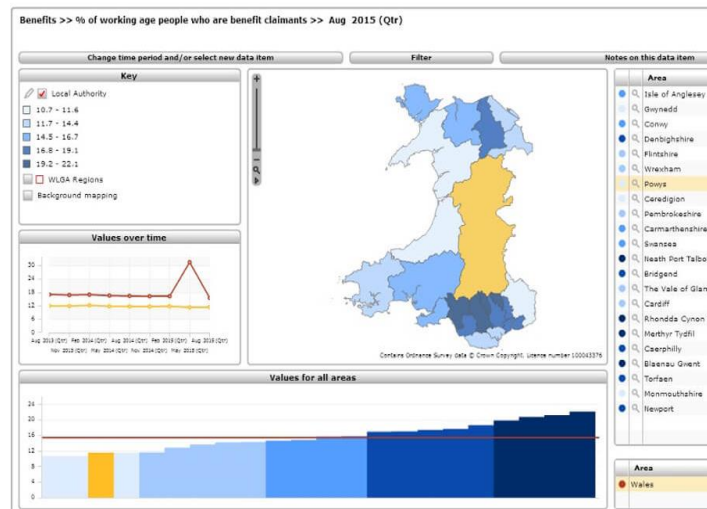 Benefits >> % of working age people who are benefit claimants >> Aug 2015 (Qtr)
Change time period and/or select new data item
Filter
Notes on this data item
Key
Local Authority
10.7 - 11.6
11.7 - 14.4
14.5 - 16.7
16.8 - 19.1
19.2 - 22.1
WLGA Regions
Background mapping
Values over time
30
24
18
12
6
0
Aug 2013 (Qtr) Feb 2014 (Qtr) Aug 2014 (Qtr) Feb 2015 (Qtr) Aug 2015 (Qtr)
Nov 2013 (Qtr) May 2014 (Qtr) Nov 2014 (Qtr) May 2015 (Qtr)
Contains Ordnance Survey data © Crown Copyright. License number 100043376
Area
Isle of Anglesey
Gwynedd
Conwy
Denbighshire
Flintshire
Wrexham
Powys
Ceredigion
Pembrokeshire
Carmarthenshire
Swansea
Neath Port Talbo
Bridgend
The Vale of Glam
Cardiff
Rhondda Cynon
Merthyr Tydfil
Caerphilly
Blaenau Gwent
Torfaen
Monmouthshire
Newport
Values for all areas
24
20
16
12
8
4
0
Area
Wales